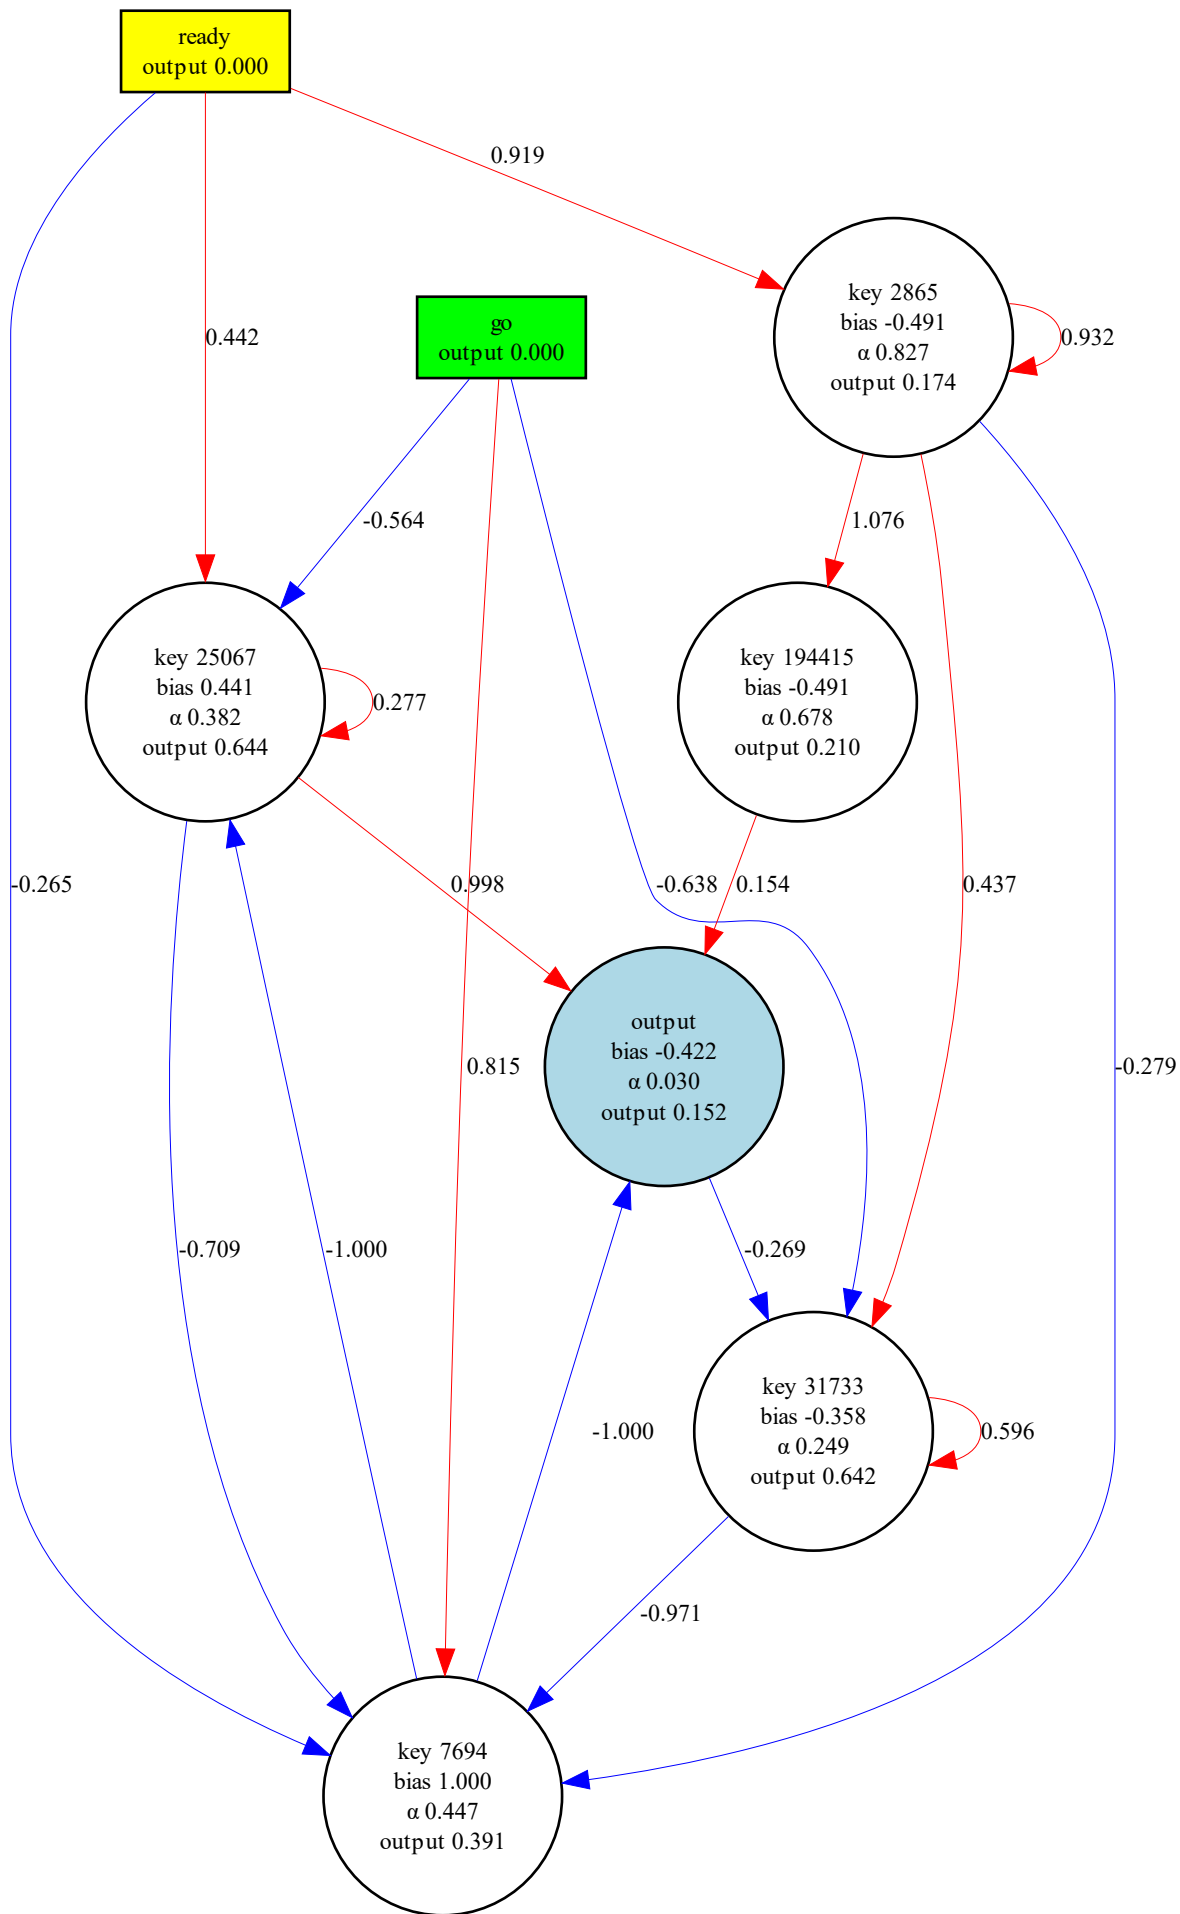 ready
output 0.000
0.919
0.442
go
output 0.000
key 2865
bias -0.491
α 0.827
output 0.174
0.932
-0.564
1.076
key 25067
bias 0.441
α 0.382
output 0.644
0.277
key 194415
bias -0.491
α 0.678
output 0.210
-0.265
0.998
-0.638
0.154
0.437
output
bias -0.422
α 0.030
output 0.152
0.815
-0.279
-0.709
-1.000
-0.269
-1.000
key 31733
bias -0.358
α 0.249
output 0.642
0.596
-0.971
key 7694
bias 1.000
α 0.447
output 0.391